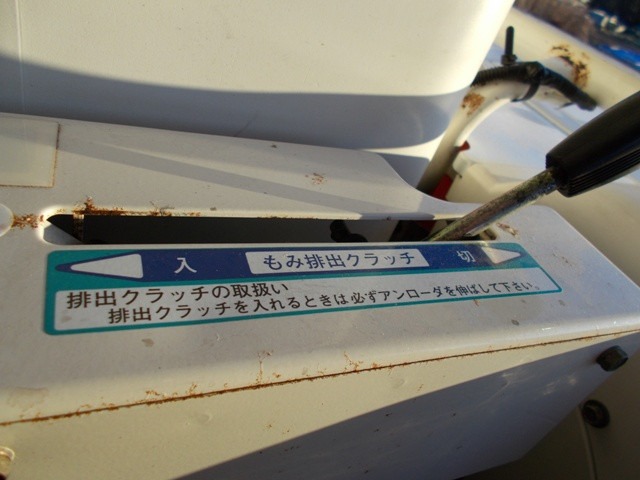 入 もみ排出クラッチ 切
排出クラッチの取扱い
排出クラッチを入れるときは必ずアンローダを伸ばして下さい。